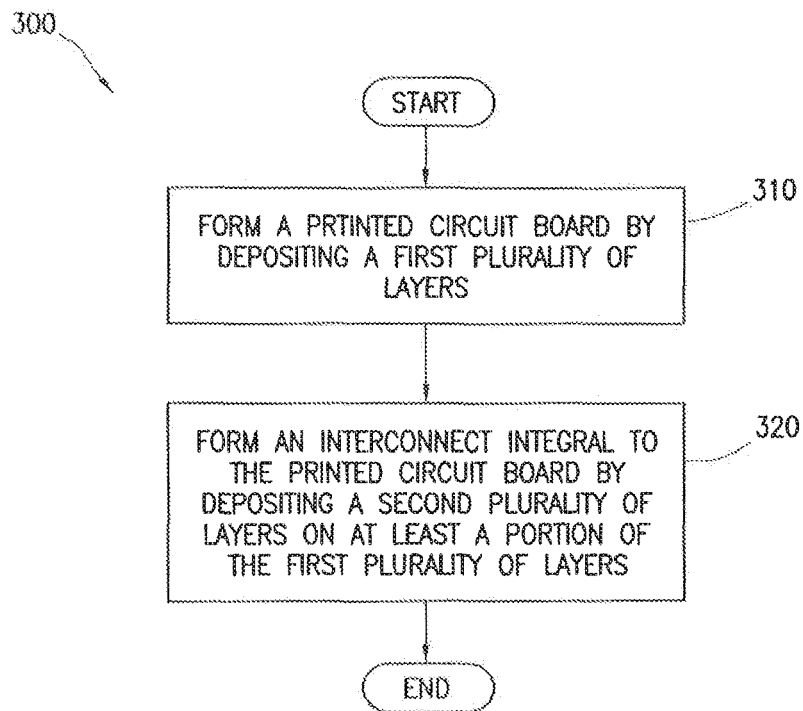 300
START
310
FORM A PRTINTED CIRCUIT BOARD BY
DEPOSITING A FIRST PLURALITY OF
LAYERS
320
FORM AN INTERCONNECT INTEGRAL TO
THE PRINTED CIRCUIT BOARD BY
DEPOSITING A SECOND PLURALITY OF
LAYERS ON AT LEAST A PORTION OF
THE FIRST PLURALITY OF LAYERS
END